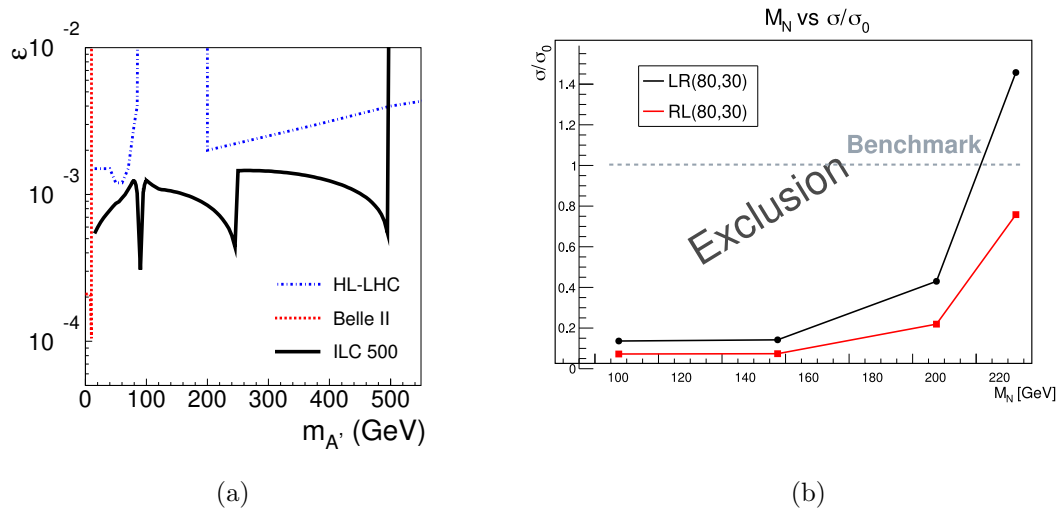 ε
10^-2
10^-3
10^-4
0 100 200 300 400 500
m_A' (GeV)
HL-LHC
Belle II
ILC 500
(a)
M_N vs σ/σ_0
σ/σ_0
1.4
1.2
1
0.8
0.6
0.4
0.2
0
100 120 140 160 180 200 220
M_N [GeV]
LR(80,30)
RL(80,30)
Benchmark
Exclusion
(b)